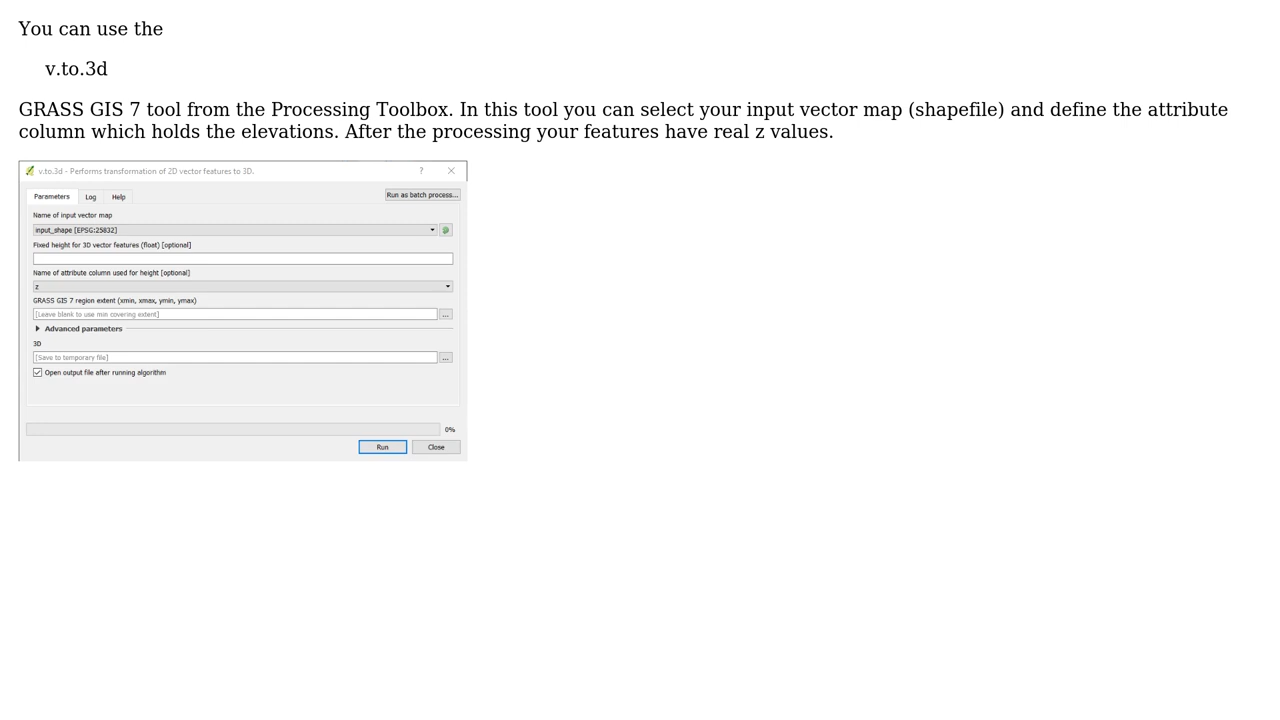 You can use the
v.to.3d
GRASS GIS 7 tool from the Processing Toolbox. In this tool you can select your input vector map (shapefile) and define the attribute
column which holds the elevations. After the processing your features have real z values.
v.to.3d - Performs transformation of 2D vector features to 3D.
?
Parameters Log Help Run as batch process...
Name of input vector map
input_shape [EPSG:25832]
Fixed height for 3D vector features (float) [optional]
Name of attribute column used for height [optional]
z
GRASS GIS 7 region extent (xmin, xmax, ymin, ymax)
[Leave blank to use min covering extent] ...
Advanced parameters
3D
[Save to temporary file] ...
Open output file after running algorithm
0%
Run Close